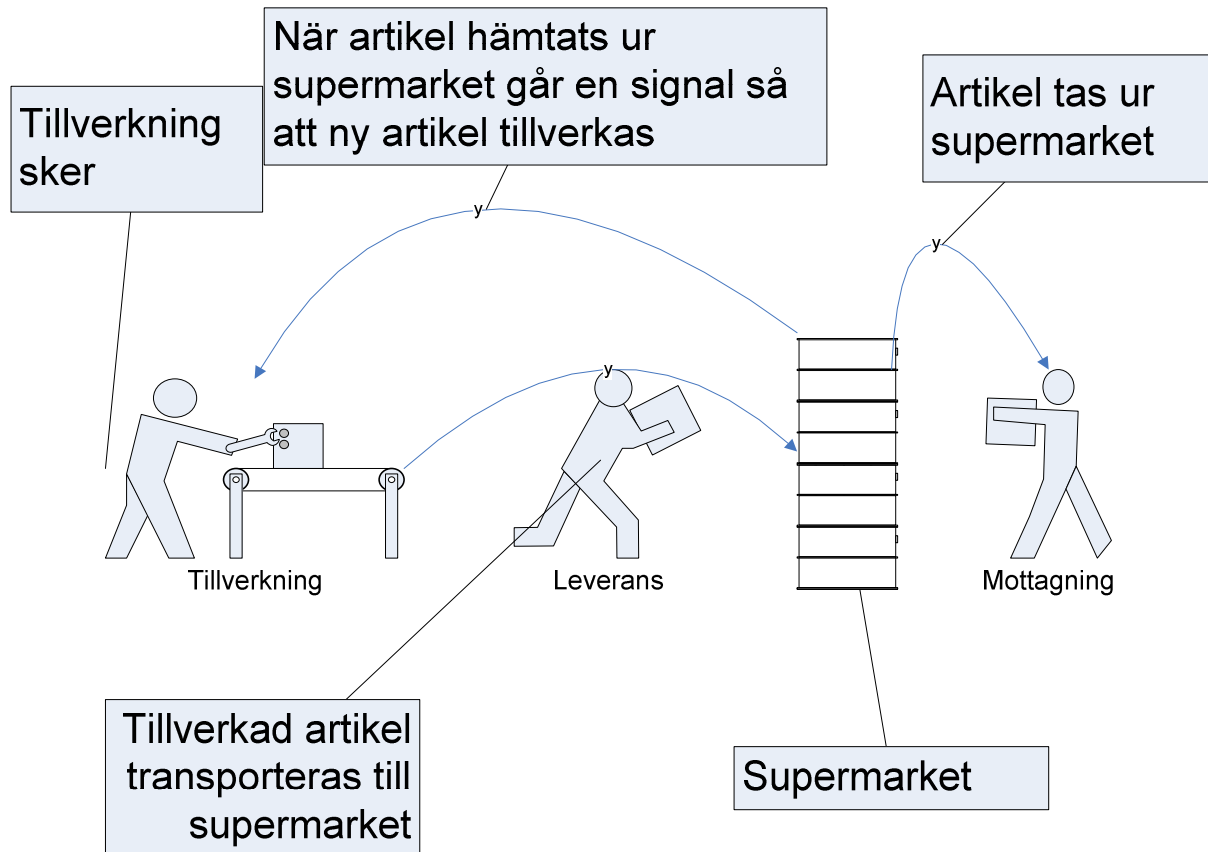 När artikel hämtats ur
supermarket går en signal så
att ny artikel tillverkas
Tillverkning
sker
Artikel tas ur
supermarket
y
y
y
Tillverkning
Leverans
Mottagning
Tillverkad artikel
transporteras till
supermarket
Supermarket